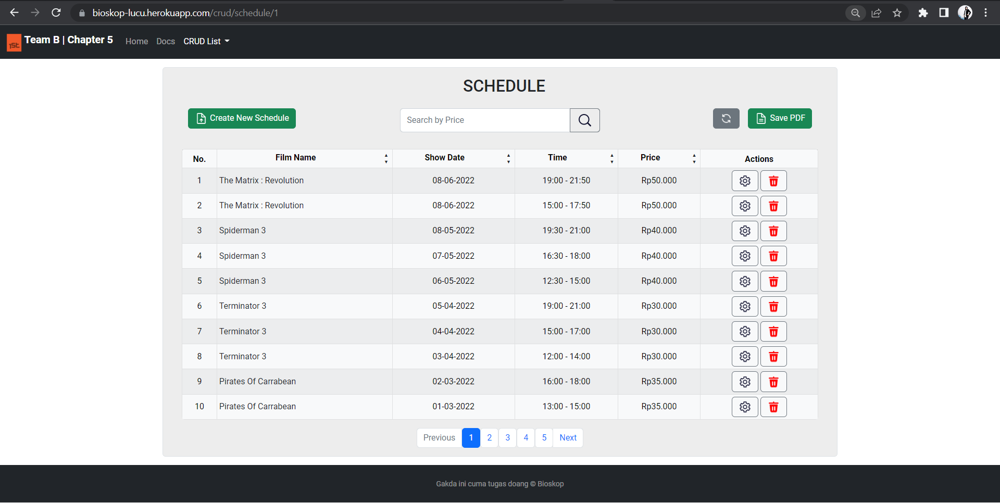 bioskop-lucu.herokuapp.com/crud/schedule/1
1St Team B | Chapter 5 Home Docs CRUD List
SCHEDULE
Create New Schedule Search by Price Save PDF
No. Film Name Show Date Time Price Actions
1 The Matrix : Revolution 08-06-2022 19:00 - 21:50 Rp50.000
2 The Matrix : Revolution 08-06-2022 15:00 - 17:50 Rp50.000
3 Spiderman 3 08-05-2022 19:30 - 21:00 Rp40.000
4 Spiderman 3 07-05-2022 16:30 - 18:00 Rp40.000
5 Spiderman 3 06-05-2022 12:30 - 15:00 Rp40.000
6 Terminator 3 05-04-2022 19:00 - 21:00 Rp30.000
7 Terminator 3 04-04-2022 15:00 - 17:00 Rp30.000
8 Terminator 3 03-04-2022 12:00 - 14:00 Rp30.000
9 Pirates Of Carrabean 02-03-2022 16:00 - 18:00 Rp35.000
10 Pirates Of Carrabean 01-03-2022 13:00 - 15:00 Rp35.000
Previous 1 2 3 4 5 Next
Gakda ini cuma tugas doang © Bioskop